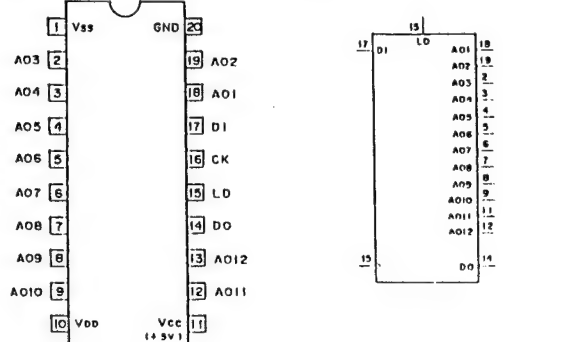 1 Vss GND 20
AO3 2 19 AO2
AO4 3 18 AO1
AO5 4 17 DI
AO6 5 16 CK
AO7 6 15 LD
AO8 7 14 DO
AO9 8 13 AO12
AO10 9 12 AO11
10 VDD VCC 11
(+5V)
15
LD
17 DI AO1 18
AO2 19
AO3 2
AO4 3
AO5 4
AO6 5
AO7 6
AO8 7
AO9 8
AO10 9
AO11 11
AO12 12
15 DO 14